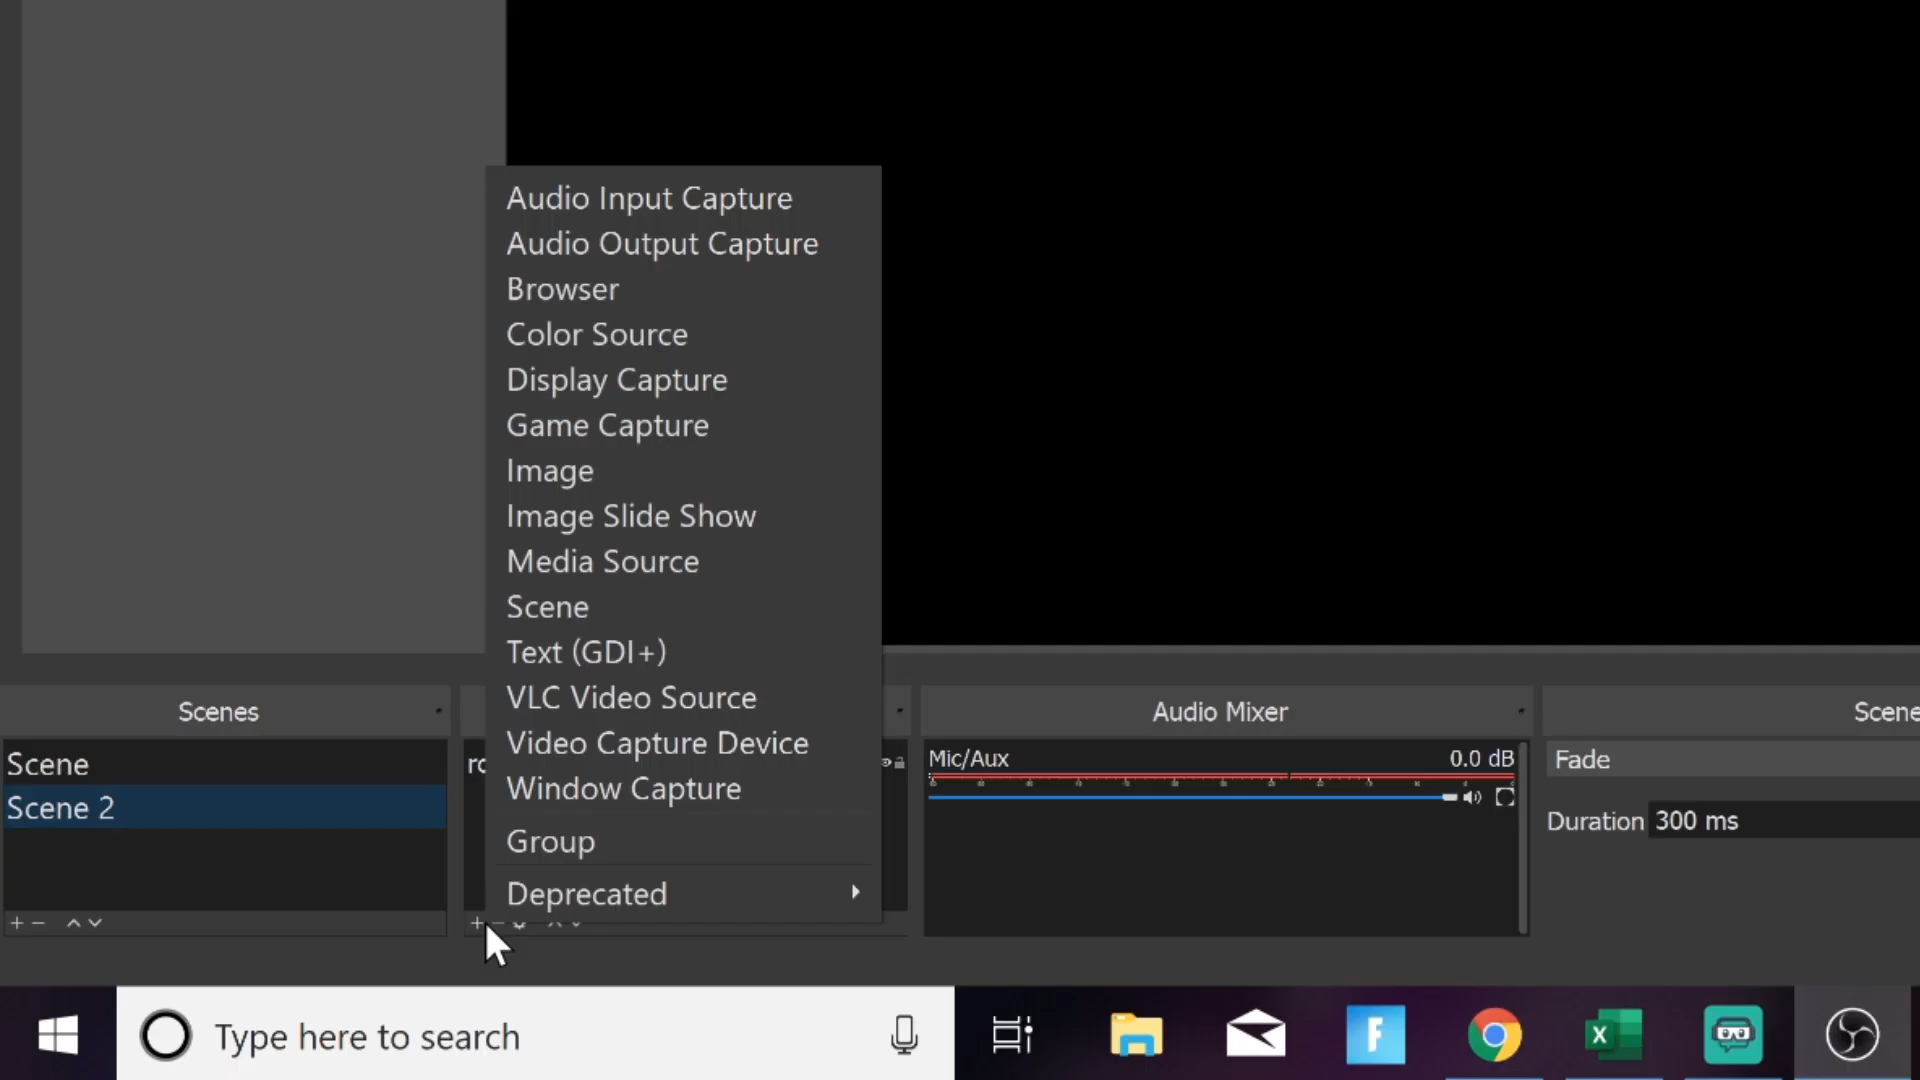 Audio Input Capture
Audio Output Capture
Browser
Color Source
Display Capture
Game Capture
Image
Image Slide Show
Media Source
Scene
Text (GDI+)
VLC Video Source
Video Capture Device
Window Capture
Group
Deprecated
Scenes
Scene
Scene 2
Audio Mixer
Mic/Aux 0.0 dB
Scene
Fade
Duration 300 ms
Type here to search